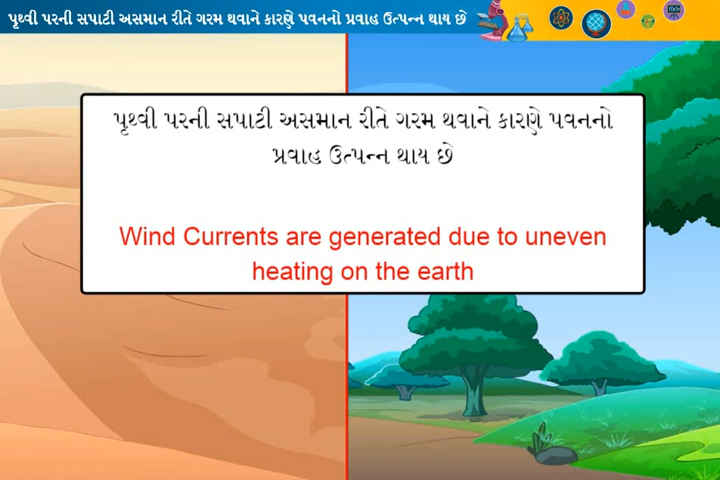 પૃથ્વી પરની સપાટી અસમાન રીતે ગરમ થવાને કારણે પવનનો પ્રવાહ ઉત્પન્ન થાય છે
પૃથ્વી પરની સપાટી અસમાન રીતે ગરમ થવાને કારણે પવનનો
પ્રવાહ ઉત્પન્ન થાય છે
Wind Currents are generated due to uneven
heating on the earth